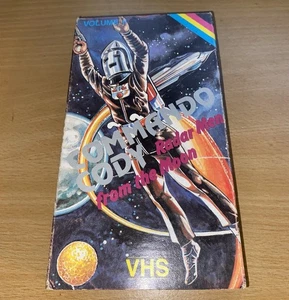 VOLUME
COMMANDO
CODY
Radar Men
from the Moon
VHS